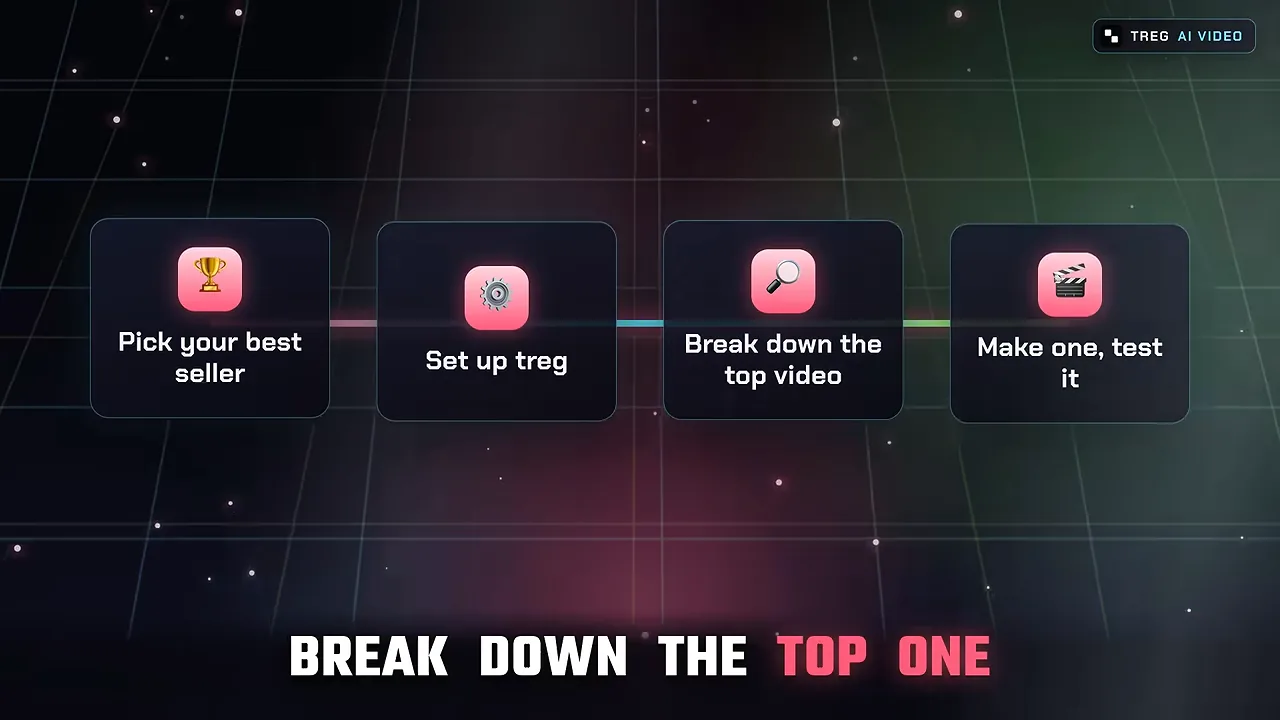 TREG AI VIDEO
Pick your best
seller
Set up treg
Break down the
top video
Make one, test
it
BREAK DOWN THE TOP ONE